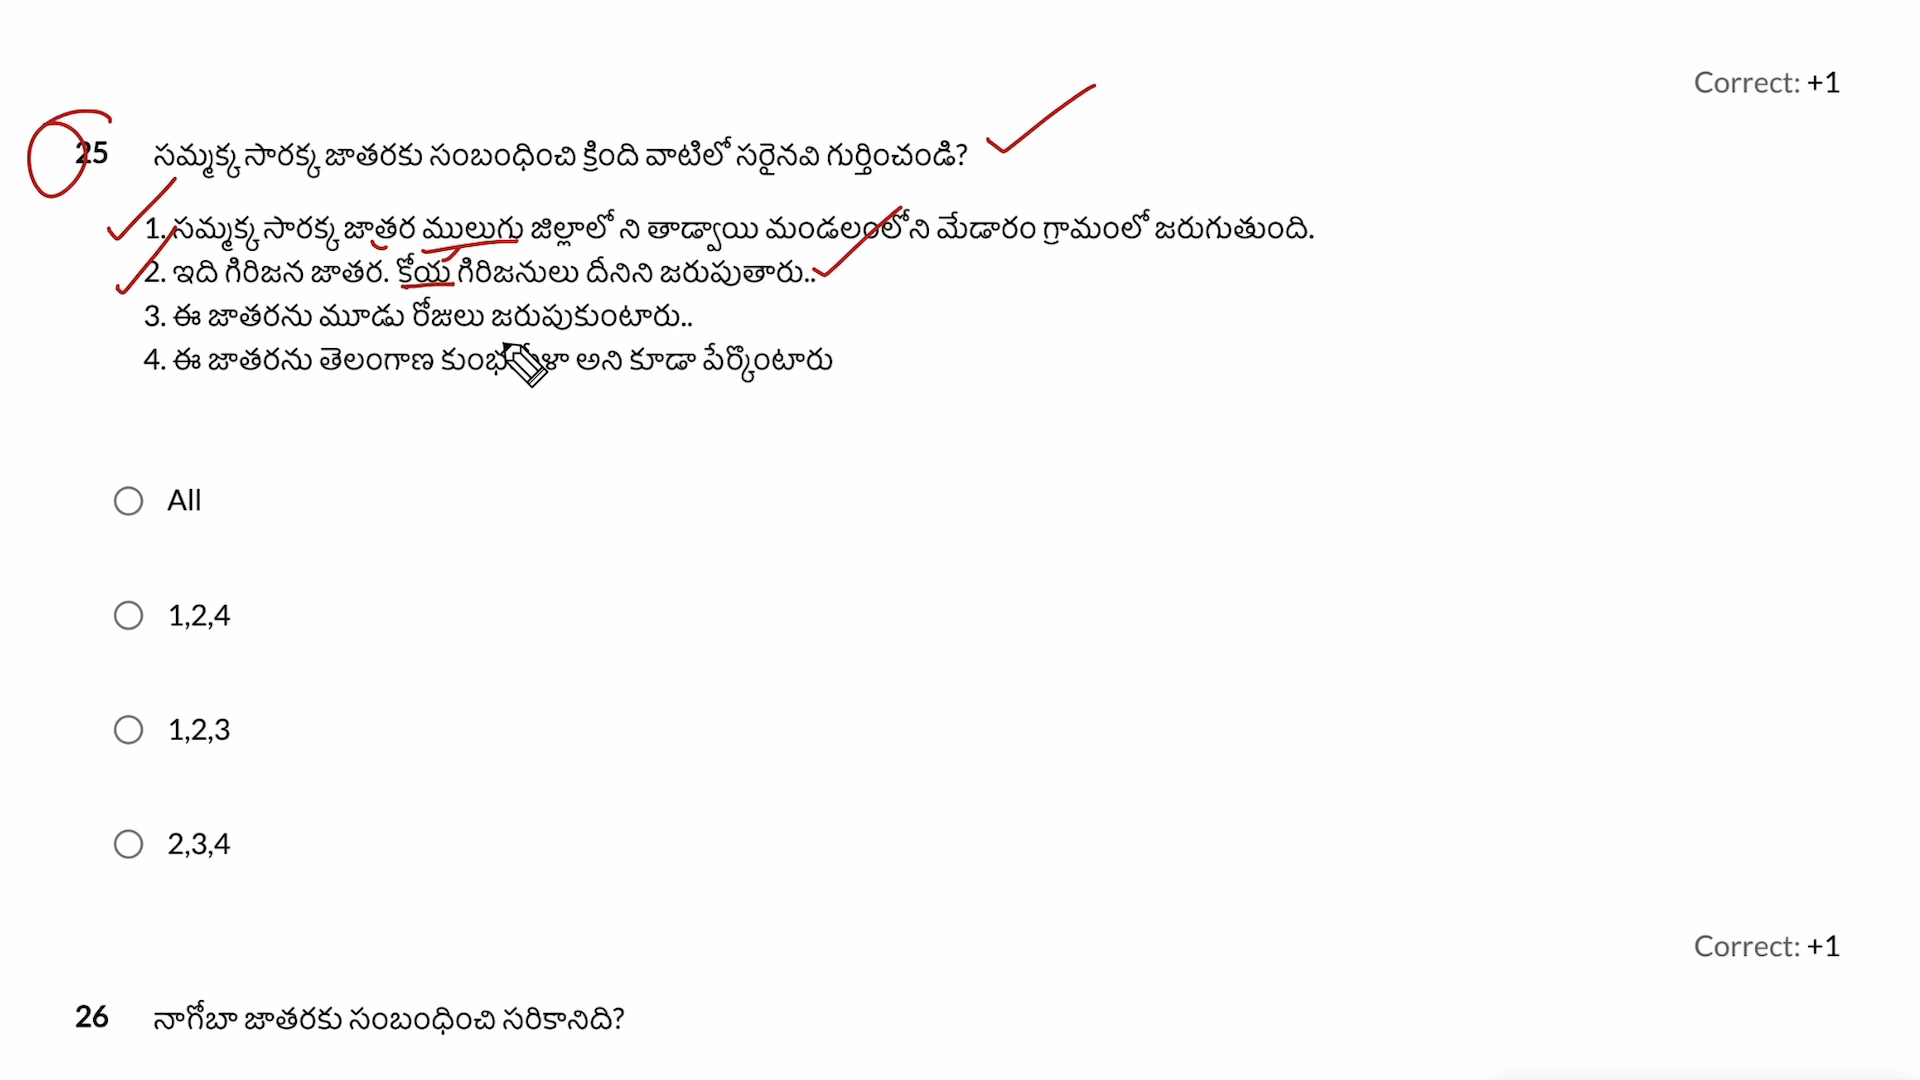 Correct: +1
25 సమ్మక్క సారక్క జాతరకు సంబంధించి క్రింది వాటిలో సరైనవి గుర్తించండి?
1. సమ్మక్క సారక్క జాతర ములుగు జిల్లాలో ని తాడ్వాయి మండలంలోని మేడారం గ్రామంలో జరుగుతుంది.
2. ఇది గిరిజన జాతర. కోయ గిరిజనులు దీనిని జరుపుతారు..
3. ఈ జాతరను మూడు రోజులు జరుపుకుంటారు..
4. ఈ జాతరను తెలంగాణ అని కూడా పేర్కొంటారు
All
1,2,4
1,2,3
2,3,4
Correct: +1
26 నాగోబా జాతరకు సంబంధించి సరికానిది?